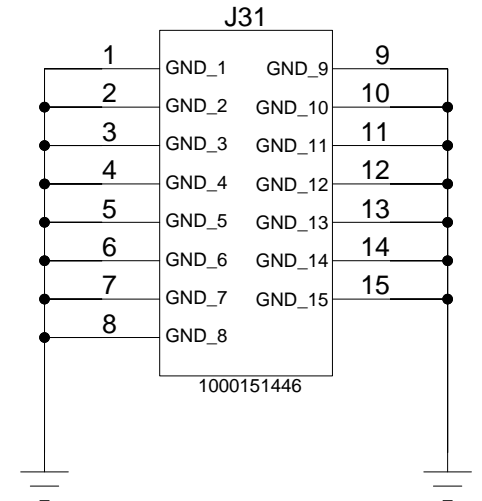 J31
1 GND_1 GND_9 9
2 GND_2 GND_10 10
3 GND_3 GND_11 11
4 GND_4 GND_12 12
5 GND_5 GND_13 13
6 GND_6 GND_14 14
7 GND_7 GND_15 15
8 GND_8
1000151446